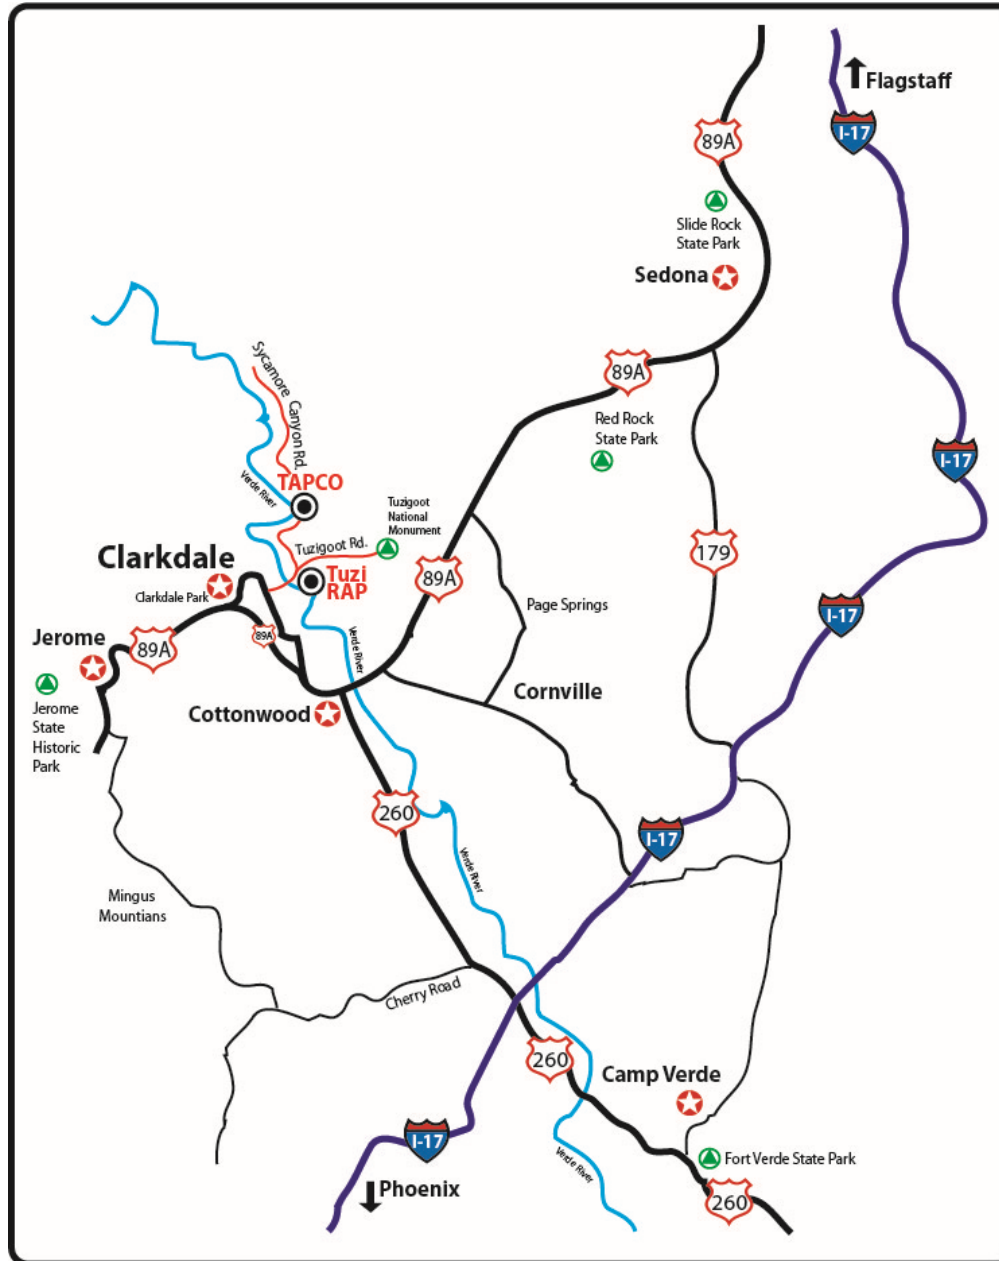 Flagstaff
I-17
89A
Slide Rock
State Park
Sedona
Sycamore
Canyon Rd.
89A
Red Rock
State Park
I-17
TAPCO
Verde River
Tuzigoot
National
Monument
Tuzigoot Rd.
179
Clarkdale
Clarkdale Park
Tuzi
RAP
89A
Page Springs
I-17
Jerome
89A
89A
Verde River
Cornville
Cottonwood
Jerome
State
Historic
Park
260
I-17
Verde River
Mingus
Mountians
Cherry Road
260
Camp Verde
I-17
Verde River
Fort Verde State Park
Phoenix
260